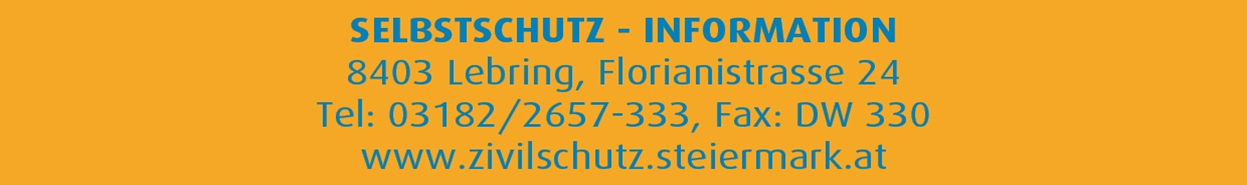 SELBSTSCHUTZ - INFORMATION
8403 Lebring, Florianistrasse 24
Tel: 03182/2657-333, Fax: DW 330
www.zivilschutz.steiermark.at